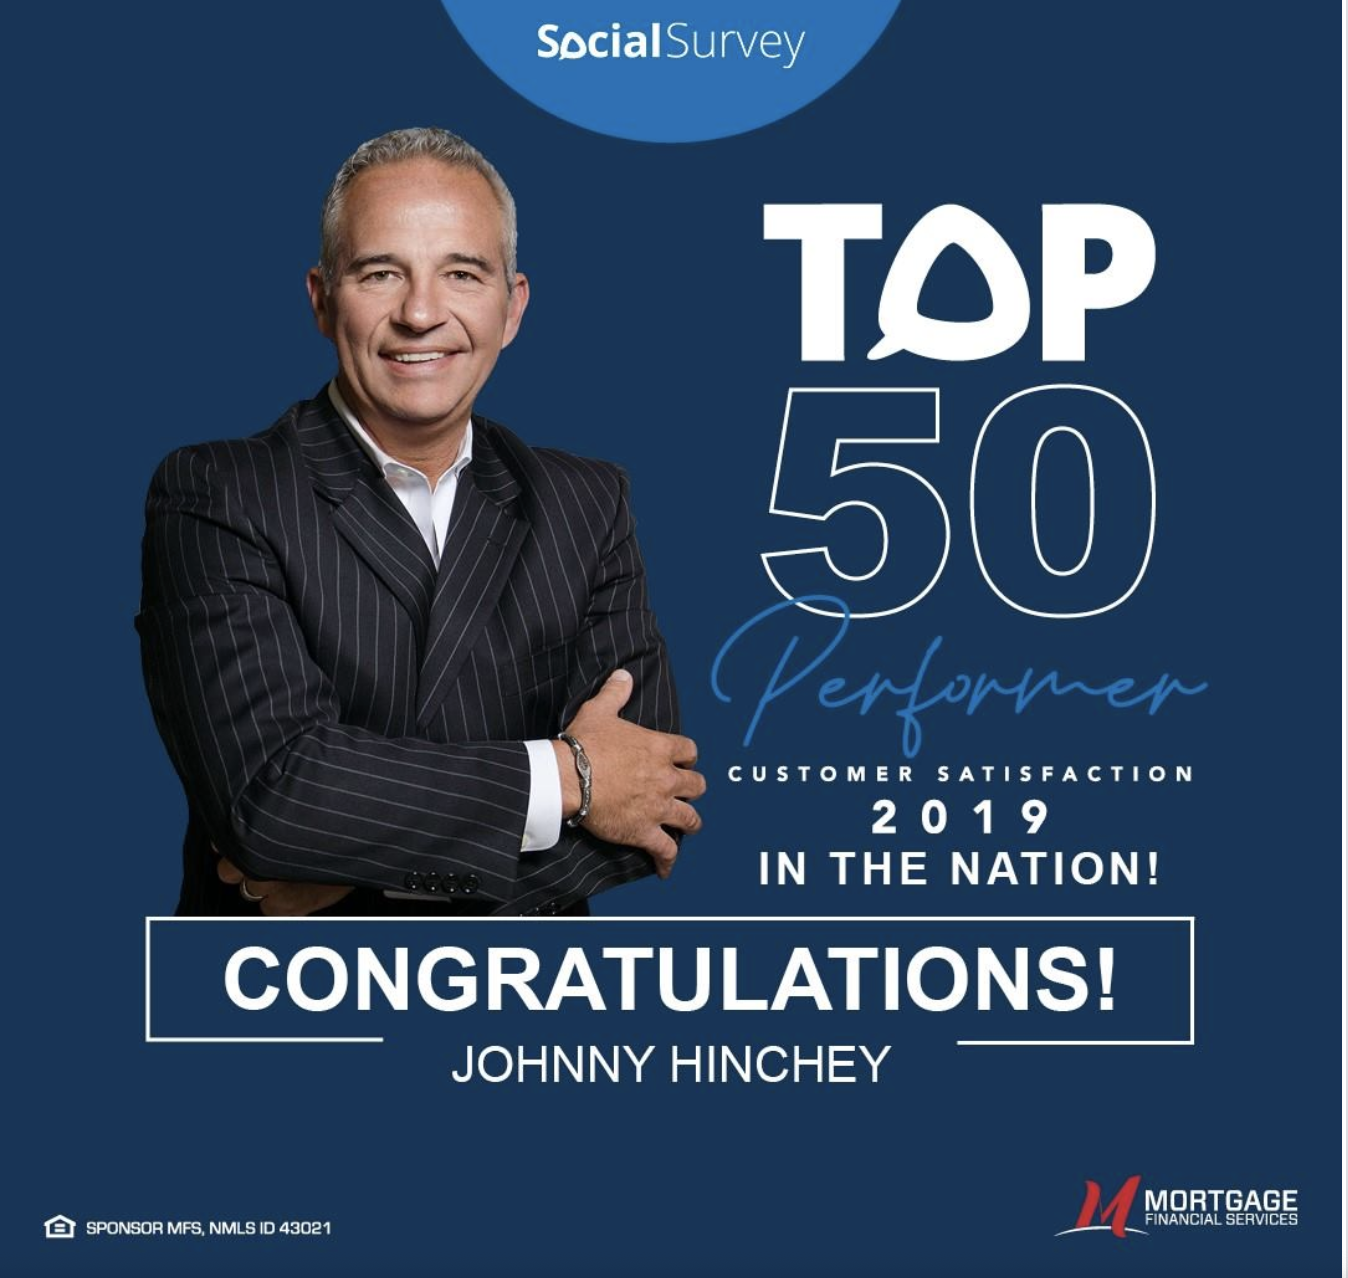 SocialSurvey
TOP
50
Performer
CUSTOMER SATISFACTION
2019
IN THE NATION!
CONGRATULATIONS!
JOHNNY HINCHEY
SPONSOR MFS, NMLS ID 43021
MORTGAGE
FINANCIAL SERVICES